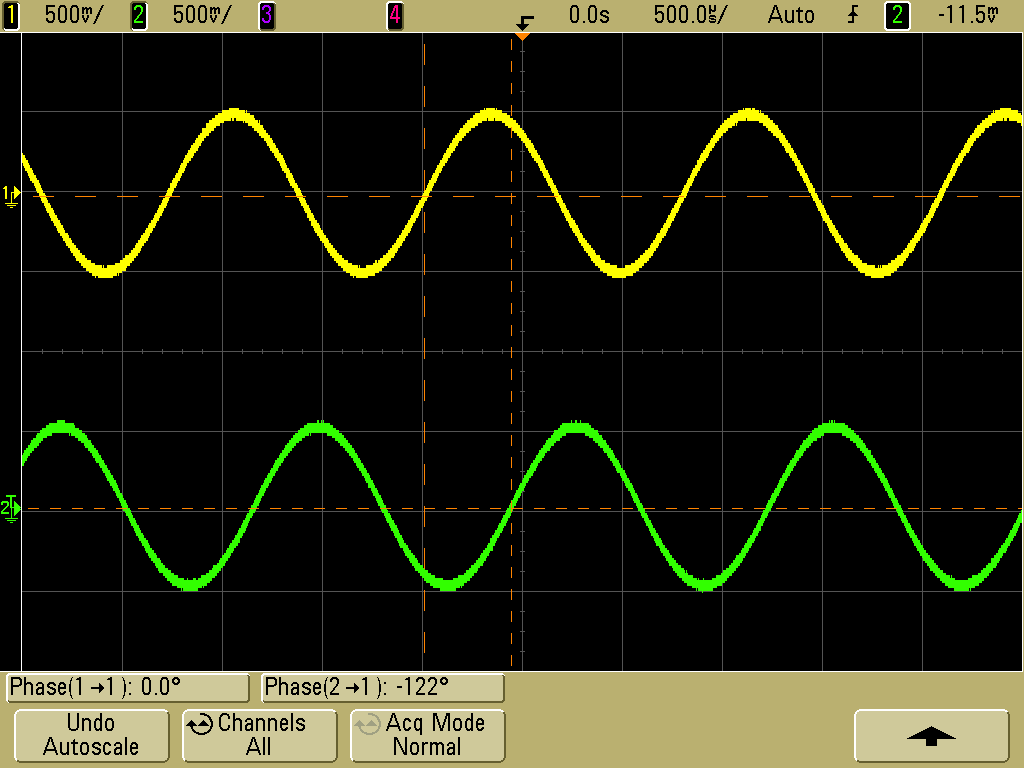 1 500mV/ 2 500mV/ 3 4 0.0s 500.0µs/ Auto 2 -11.5mV
1
2
Phase(1→1): 0.0° Phase(2→1): -122°
Undo Autoscale
Channels All
Acq Mode Normal